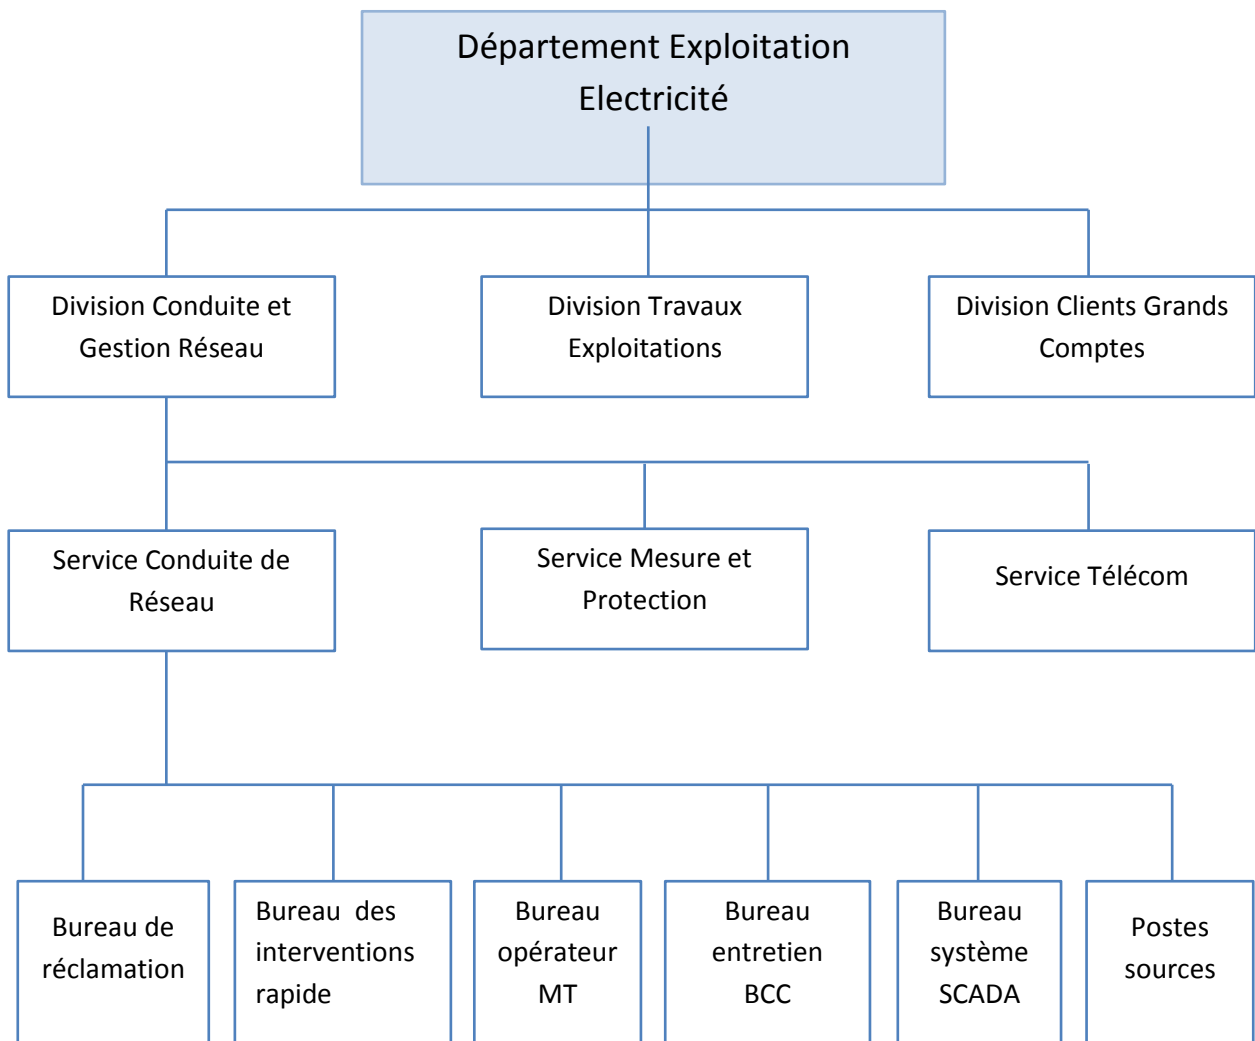 Département Exploitation
Electricité
Division Conduite et
Gestion Réseau
Division Travaux
Exploitations
Division Clients Grands
Comptes
Service Conduite de
Réseau
Service Mesure et
Protection
Service Télécom
Bureau de
réclamation
Bureau des
interventions
rapide
Bureau
opérateur
MT
Bureau
entretien
BCC
Bureau
système
SCADA
Postes
sources